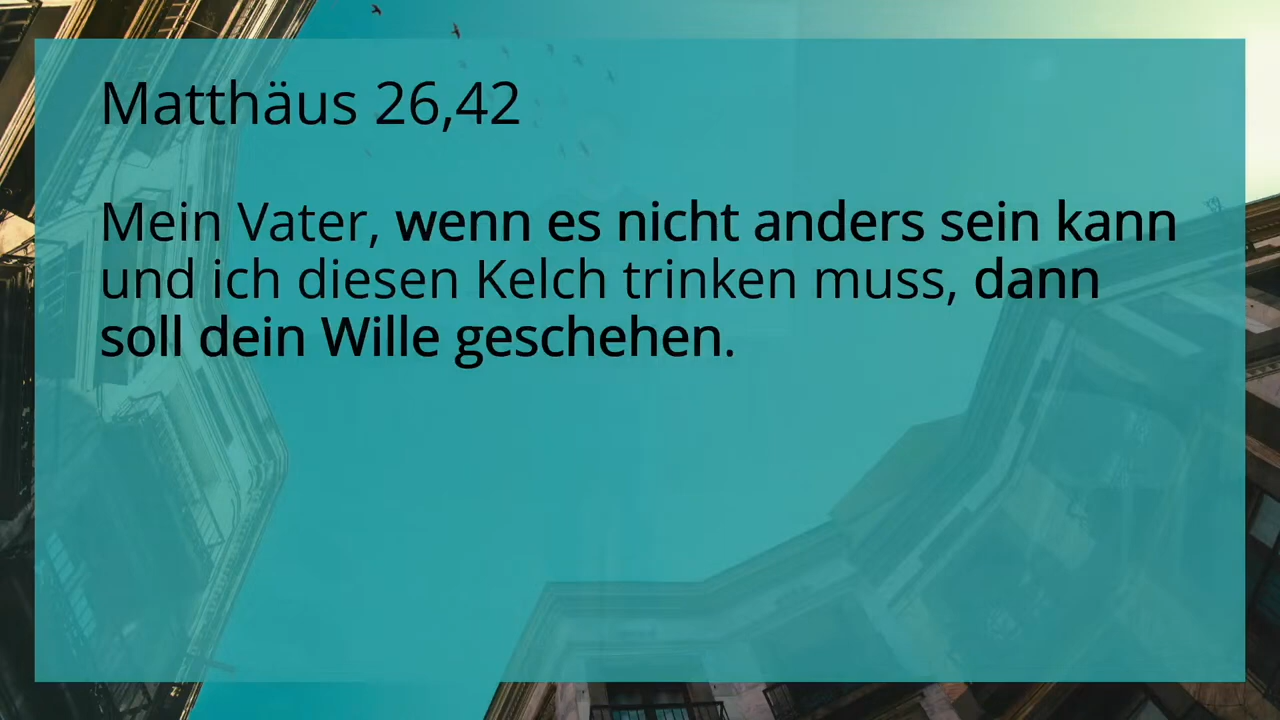 Matthäus 26,42
Mein Vater, wenn es nicht anders sein kann
und ich diesen Kelch trinken muss, dann
soll dein Wille geschehen.